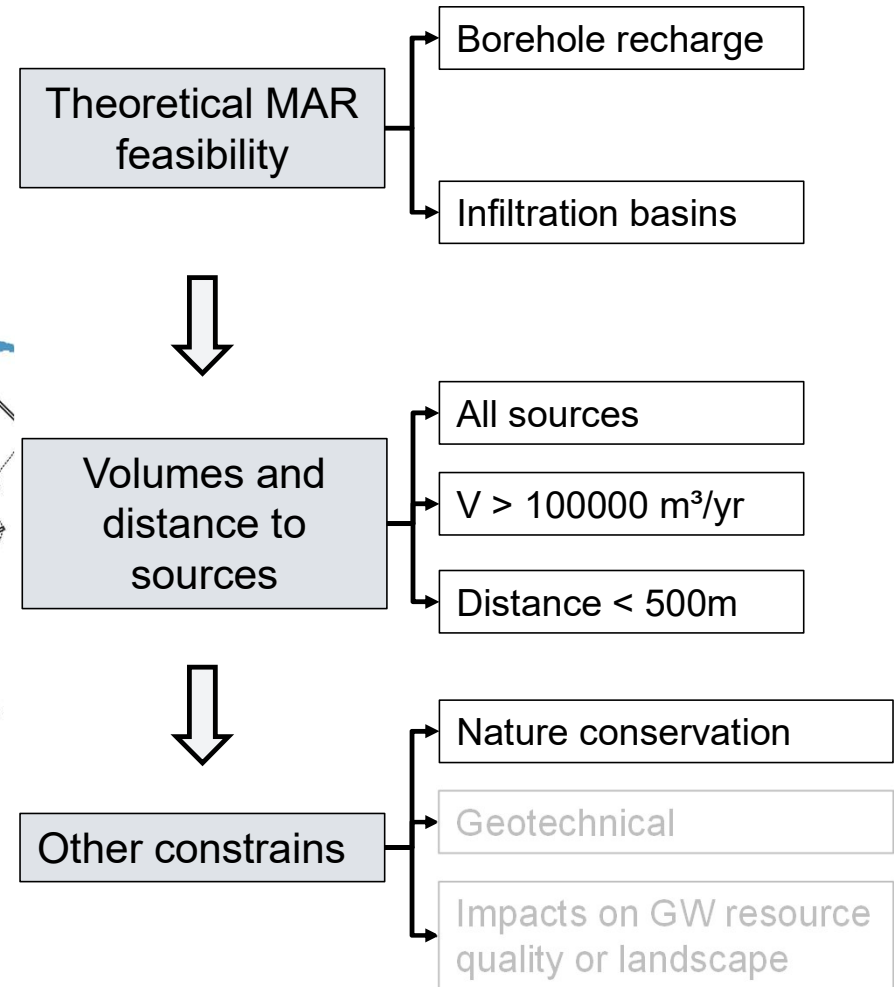 Theoretical MAR
feasibility
Borehole recharge
Infiltration basins
Volumes and
distance to
sources
All sources
V > 100000 m³/yr
Distance < 500m
Other constrains
Nature conservation
Geotechnical
Impacts on GW resource
quality or landscape